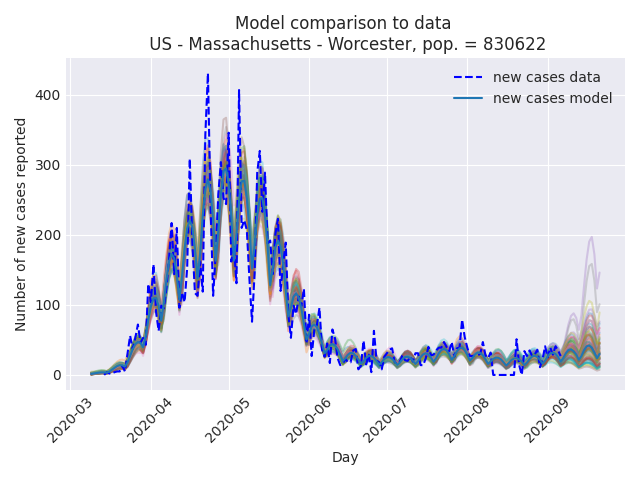 Model comparison to data
US - Massachusetts - Worcester, pop. = 830622
new cases data
new cases model
Number of new cases reported
400
300
200
100
0
2020-03
2020-04
2020-05
2020-06
2020-07
2020-08
2020-09
Day